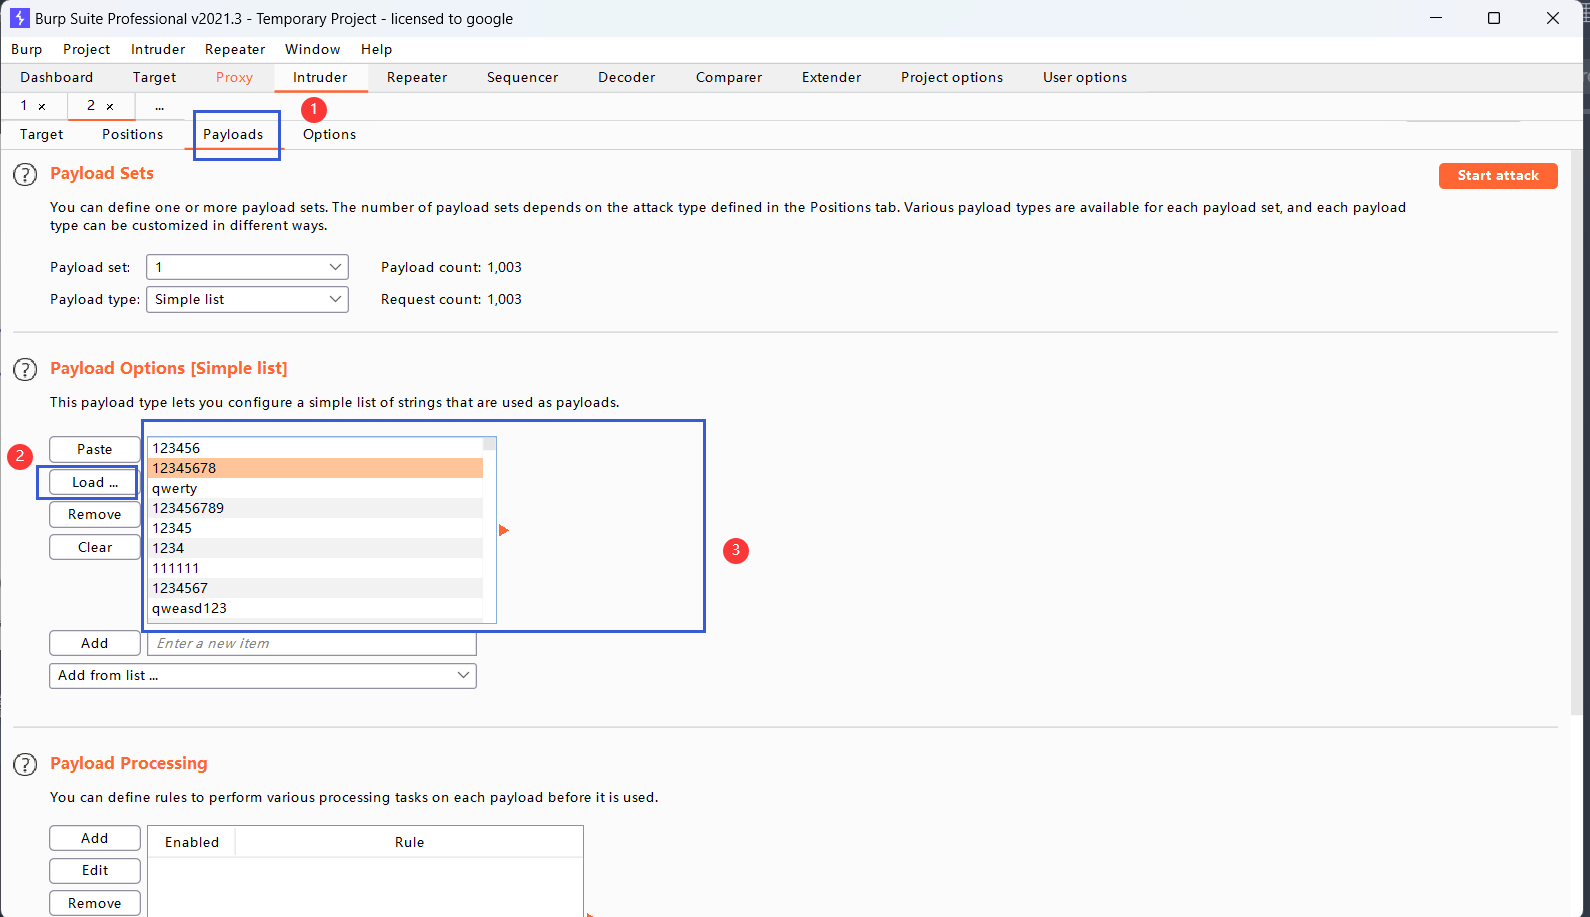 Burp Suite Professional v2021.3 - Temporary Project - licensed to google
Burp Project Intruder Repeater Window Help
Dashboard Target Proxy Intruder Repeater Sequencer Decoder Comparer Extender Project options User options
1 × 2 × ...
1
Target Positions Payloads Options
? Payload Sets
Start attack
You can define one or more payload sets. The number of payload sets depends on the attack type defined in the Positions tab. Various payload types are available for each payload set, and each payload
type can be customized in different ways.
Payload set: 1 Payload count: 1,003
Payload type: Simple list Request count: 1,003
? Payload Options [Simple list]
This payload type lets you configure a simple list of strings that are used as payloads.
2
Paste
Load ...
Remove
Clear
123456
12345678
qwerty
123456789
12345
1234
111111
1234567
qweasd123
3
Add Enter a new item
Add from list ...
? Payload Processing
You can define rules to perform various processing tasks on each payload before it is used.
Add
Edit
Remove
Enabled Rule